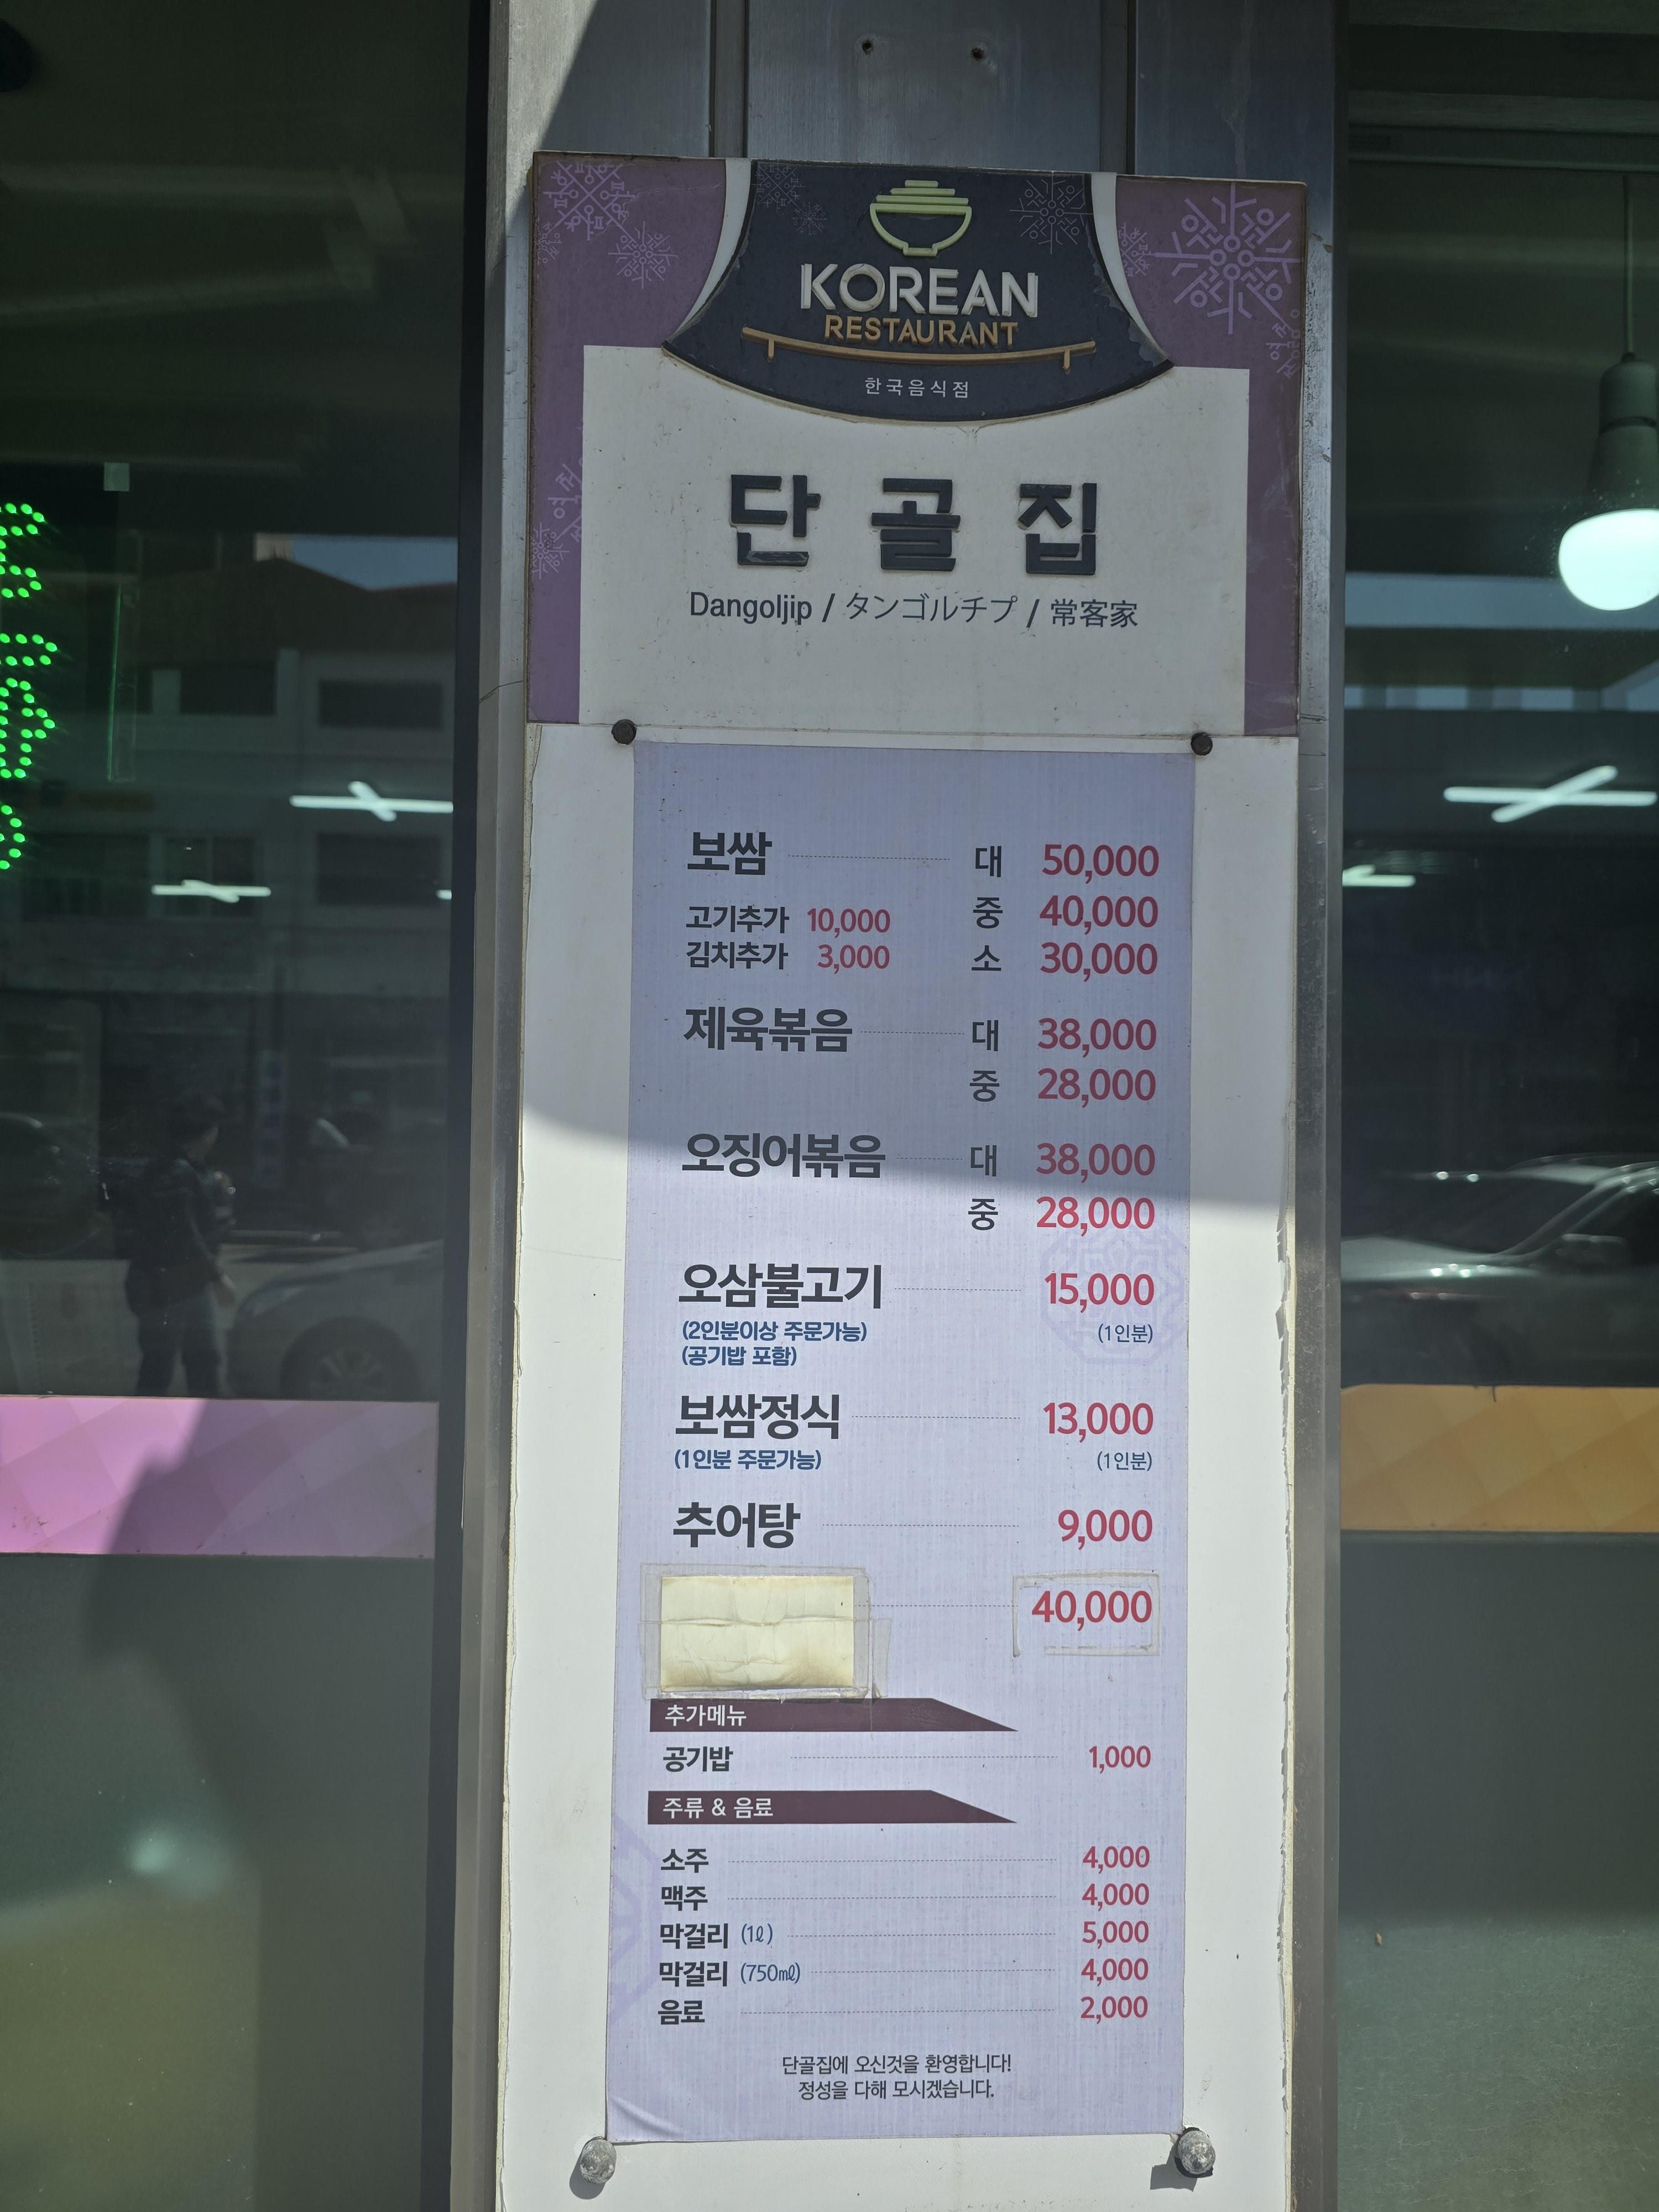 KOREAN
RESTAURANT
한국음식점
단골집
Dangoljip / タンゴルチプ / 常客家
보쌈 대 50,000
고기추가 10,000 중 40,000
김치추가 3,000 소 30,000
제육볶음 대 38,000
중 28,000
오징어볶음 대 38,000
중 28,000
오삼불고기 15,000
(2인분이상 주문가능) (1인분)
(공기밥 포함)
보쌈정식 13,000
(1인분 주문가능) (1인분)
추어탕 9,000
40,000
추가메뉴
공기밥 1,000
주류 & 음료
소주 4,000
맥주 4,000
막걸리 (1ℓ) 5,000
막걸리 (750㎖) 4,000
음료 2,000
단골집에 오신것을 환영합니다!
정성을 다해 모시겠습니다.